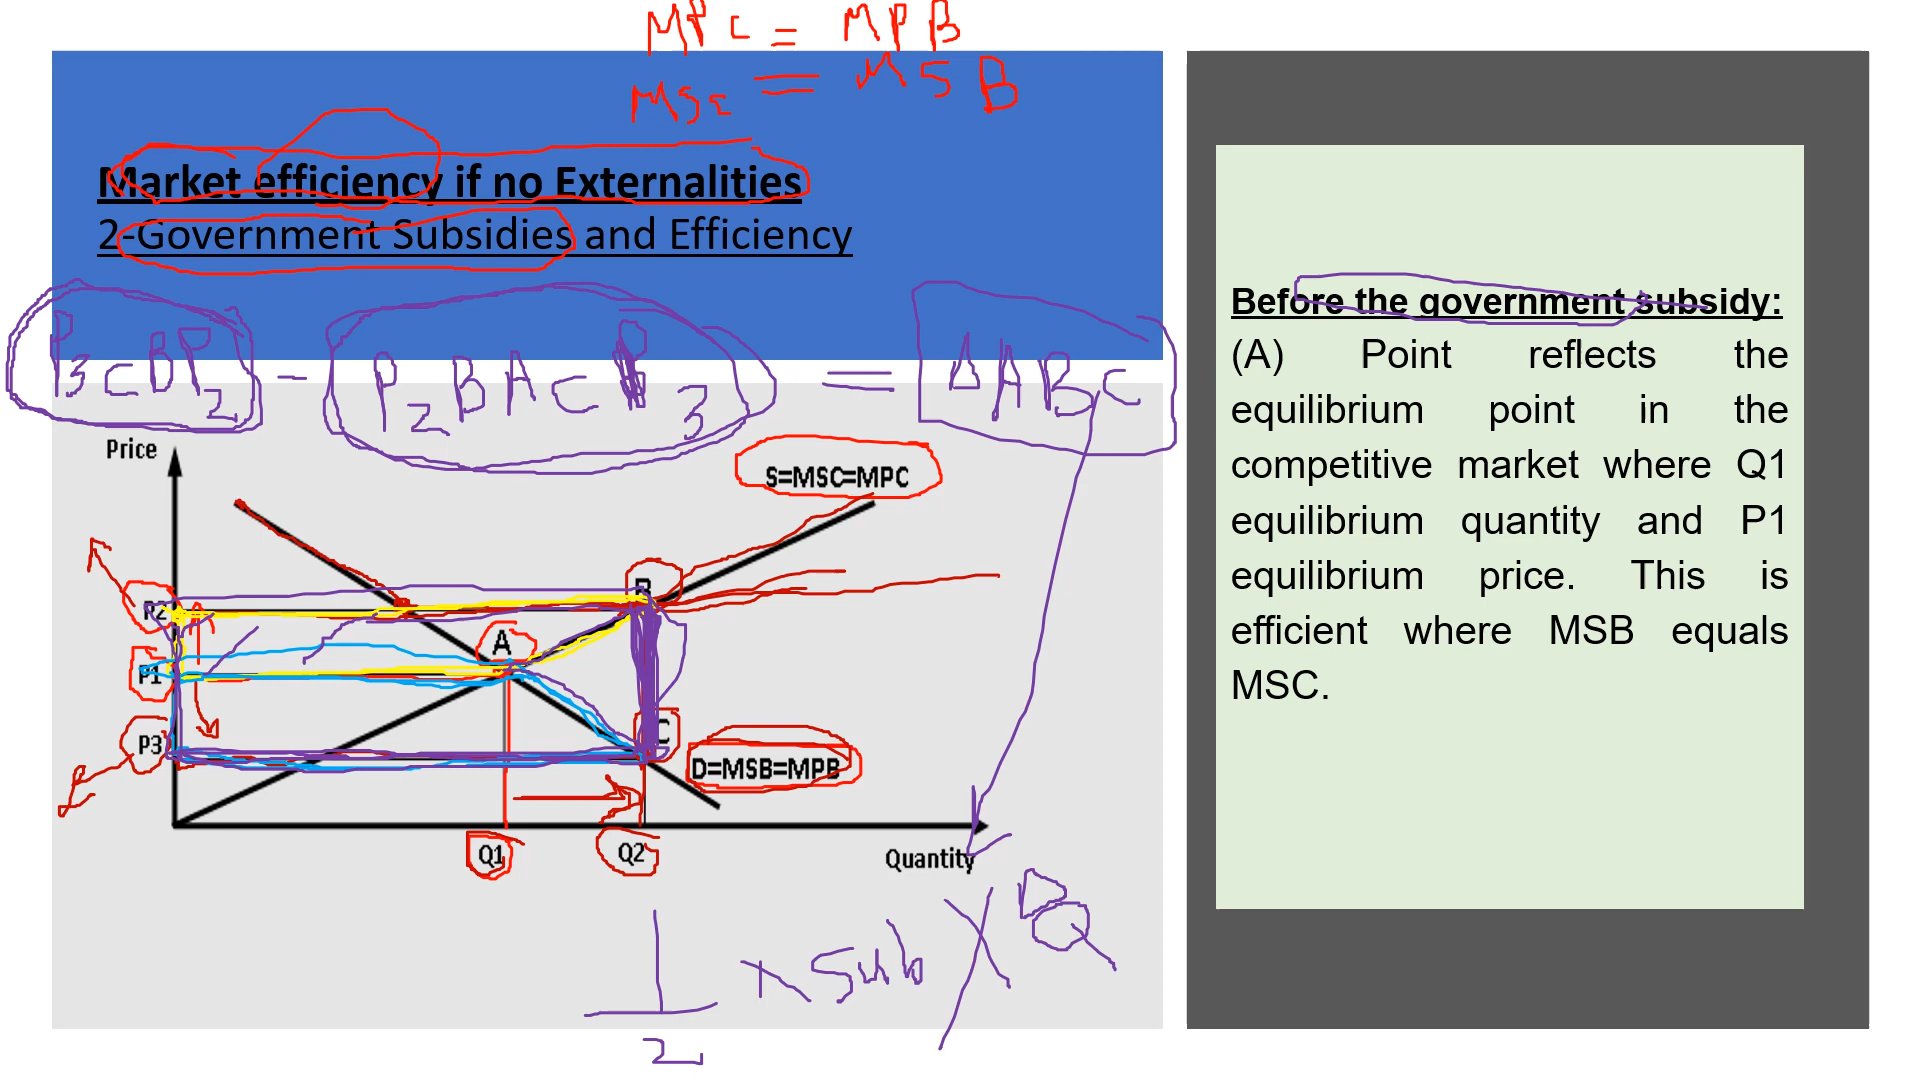 MPC = MPB
MSC = MSB
Market efficiency if no Externalities
2-Government Subsidies and Efficiency
P3CBP2 - P2BACP3 = ΔABC
Price
S=MSC=MPC
B
P2
A
P1
C
P3
D=MSB=MPB
Q1
Q2
Quantity
1/2 x Sub X ΔQ
Before the government subsidy:
(A) Point reflects the
equilibrium point in the
competitive market where Q1
equilibrium quantity and P1
equilibrium price. This is
efficient where MSB equals
MSC.